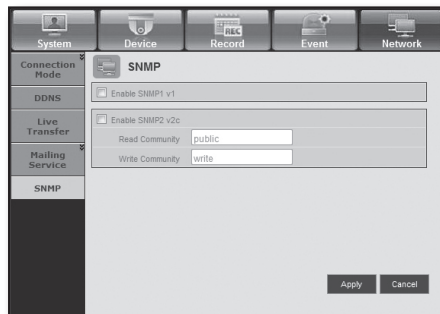 REC
System Device Record Event Network
Connection Mode
SNMP
Enable SNMP1 v1
DDNS
Enable SNMP2 v2c
Live Transfer
Read Community public
Write Community write
Mailing Service
SNMP
Apply Cancel